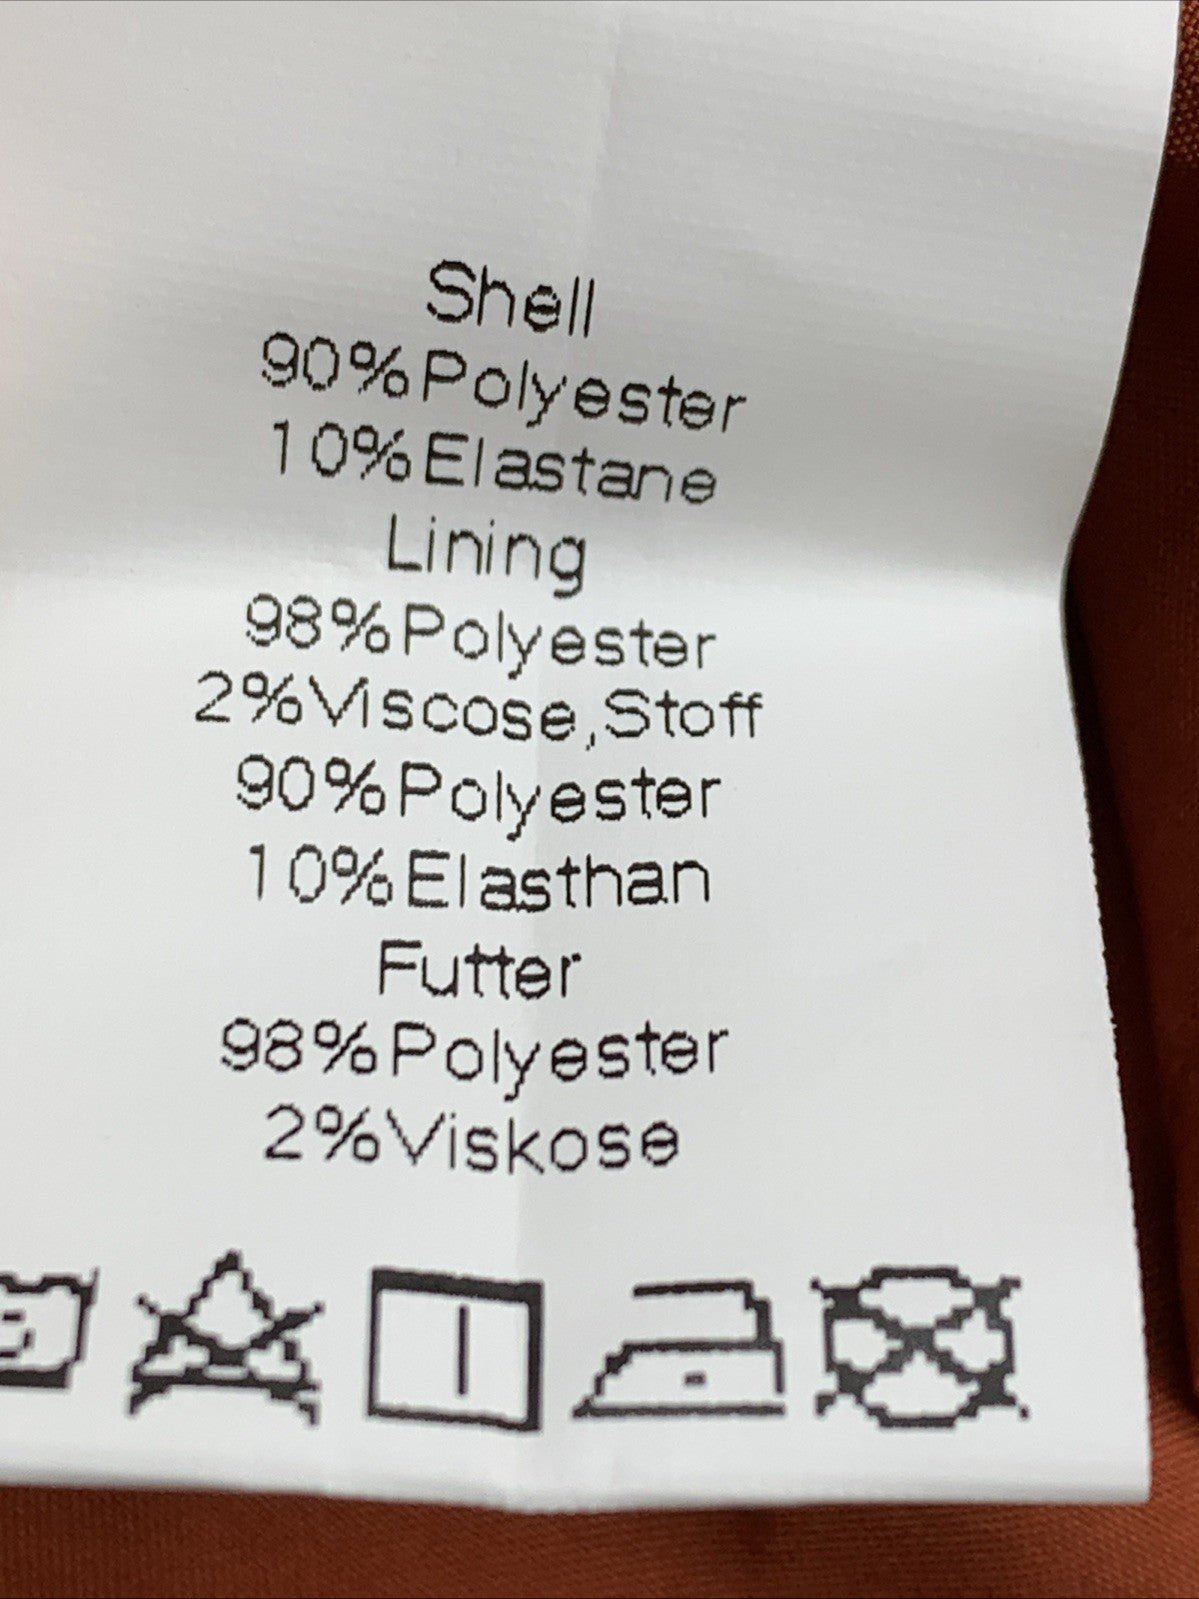 Shell
90%Polyester
10%Elastane
Lining
98%Polyester
2%Viscose,Stoff
90%Polyester
10%Elasthan
Futter
98%Polyester
2%Viskose